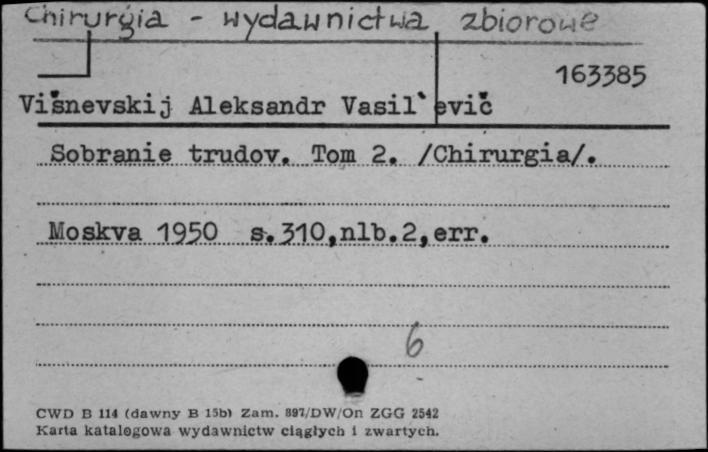 Chirurgia - wydawnictwa zbiorowe
163385
Višnevskij Aleksandr Vasil`evič
Sobranie trudov. Tom 2. /Chirurgia/.
Moskva 1950 s.310,nlb.2,err.
6
CWD B 114 (dawny B 15b) Zam. 897/DW/On ZGG 2542
Karta katalogowa wydawnictw ciągłych i zwartych.